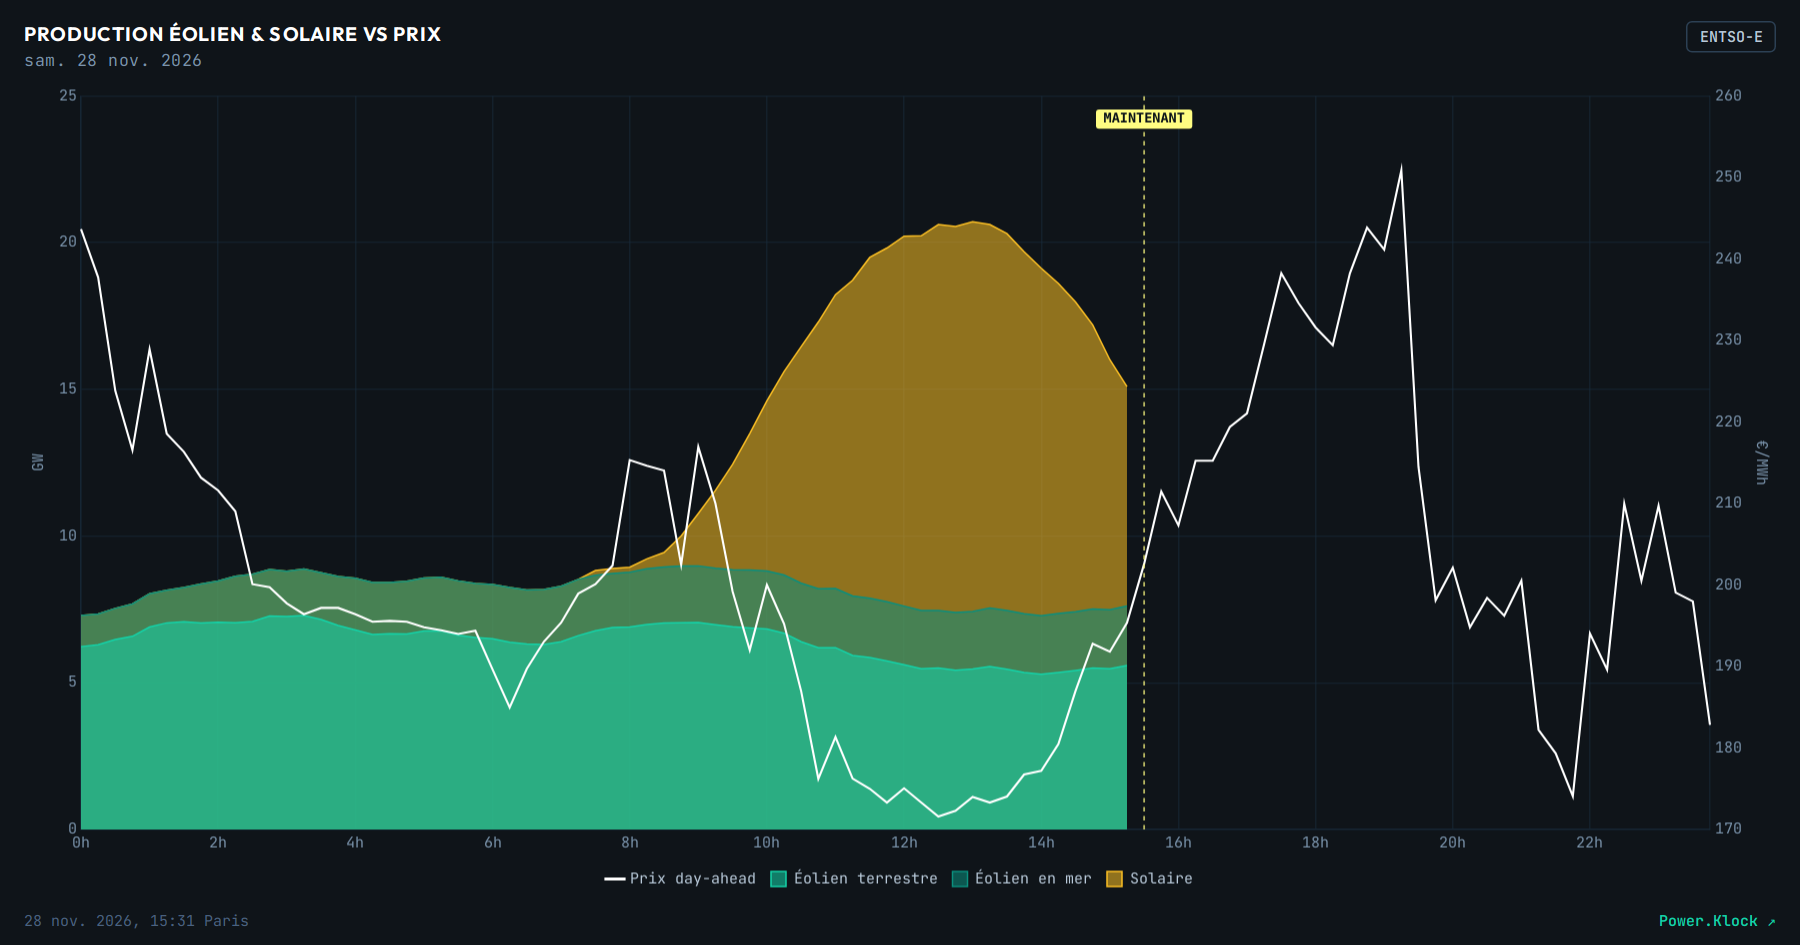 PRODUCTION ÉOLIEN & SOLAIRE VS PRIX
sam. 28 nov. 2026
ENTSO-E
MAINTENANT
25
20
15
10
5
0
GW
260
250
240
230
220
210
200
190
180
170
€/MWh
0h 2h 4h 6h 8h 10h 12h 14h 16h 18h 20h 22h
Prix day-ahead Éolien terrestre Éolien en mer Solaire
28 nov. 2026, 15:31 Paris
Power.Klock ↗